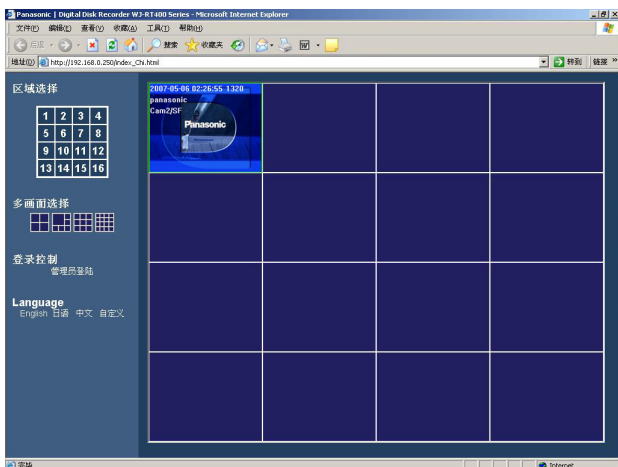 Panasonic | Digital Disk Recorder WJ-RT400 Series - Microsoft Internet Explorer
文件(F) 编辑(E) 查看(V) 收藏(A) 工具(T) 帮助(H)
后退 搜索 收藏夹
地址(D) http://192.168.0.250/index_Chi.html 转到 链接 »
区域选择
1 2 3 4
5 6 7 8
9 10 11 12
13 14 15 16
多画面选择
登录控制
管理员登陆
Language
English 日语 中文 自定义
2007-05-06 02:26:55 1320
panasonic
Cam2/SF
Panasonic
完毕 Internet